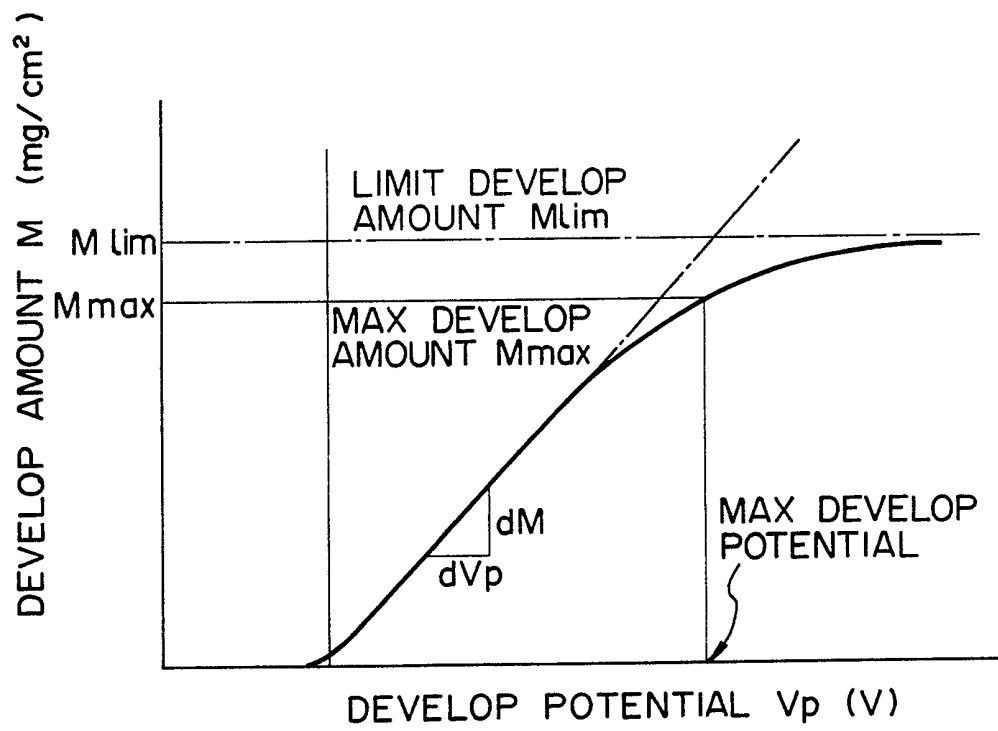 DEVELOP AMOUNT M (mg/cm²)
LIMIT DEVELOP
AMOUNT Mlim
M lim
M max
MAX DEVELOP
AMOUNT Mmax
dM
dVp
MAX DEVELOP
POTENTIAL
DEVELOP POTENTIAL Vp (V)